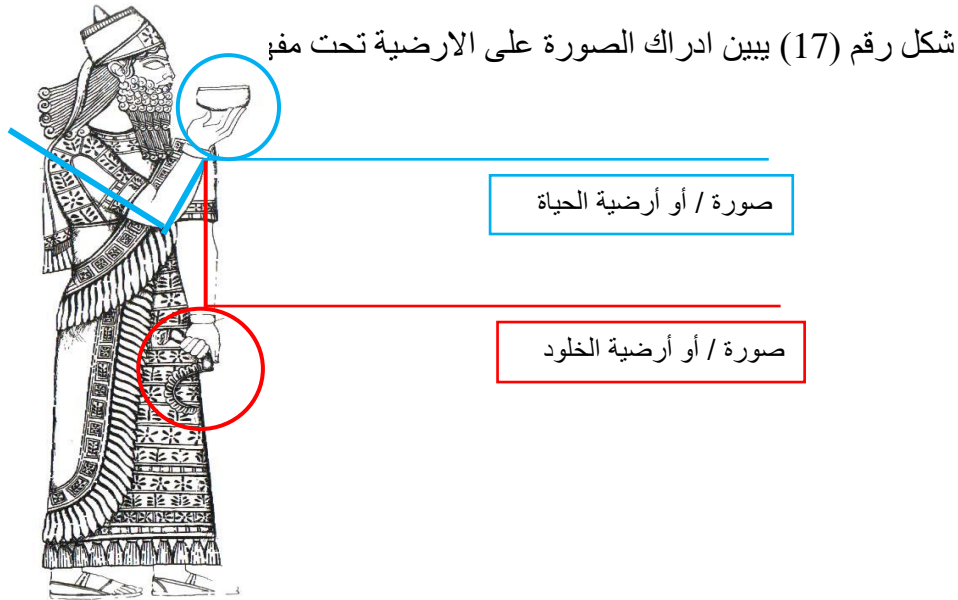 شكل رقم (17) يبين ادراك الصورة على الارضية تحت
صورة / أو أرضية الحياة
صورة / أو أرضية الخلود